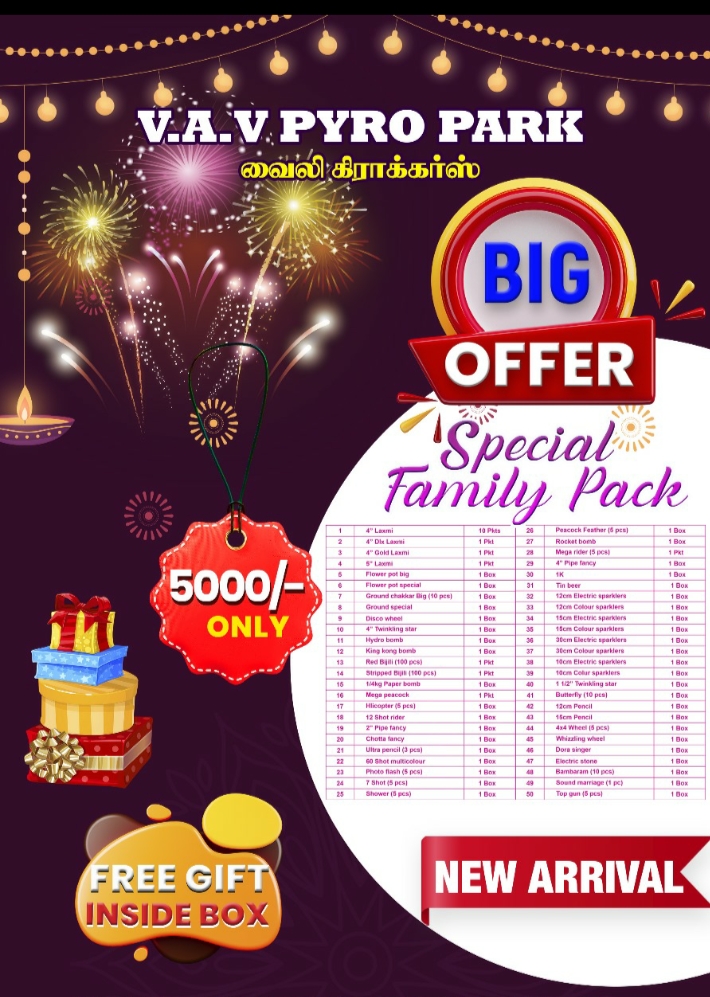 V.A.V PYRO PARK
வைலி கிராக்கர்ஸ்
BIG
OFFER
Special
Family Pack
5000/-
ONLY
1 4" Laxmi 10 Pkts 26 Peacock Feather (5 pcs) 1 Box
2 4" Dlx Laxmi 1 Pkt 27 Rocket bomb 1 Box
3 4" Gold Laxmi 1 Pkt 28 Mega rider (5 pcs) 1 Pkt
4 5" Laxmi 1 Pkt 29 4" Pipe fancy 1 Box
5 Flower pot big 1 Box 30 1K 1 Box
6 Flower pot special 1 Box 31 Tin beer 1 Box
7 Ground chakkar Big (10 pcs) 1 Box 32 12cm Electric sparklers 1 Box
8 Ground special 1 Box 33 12cm Colour sparklers 1 Box
9 Disco wheel 1 Box 34 15cm Electric sparklers 1 Box
10 4" Twinkling star 1 Box 35 15cm Colour sparklers 1 Box
11 Hydro bomb 1 Box 36 30cm Electric sparklers 1 Box
12 King kong bomb 1 Box 37 30cm Colour sparklers 1 Box
13 Red Bijili (100 pcs) 1 Pkt 38 10cm Electric sparklers 1 Box
14 Stripped Bijili (100 pcs) 1 Pkt 39 10cm Colur sparklers 1 Box
15 1/4kg Paper bomb 1 Box 40 1 1/2" Twinkling star 1 Box
16 Mega peacock 1 Pkt 41 Butterfly (10 pcs) 1 Box
17 Hlicopter (5 pcs) 1 Box 42 12cm Pencil 1 Box
18 12 Shot rider 1 Box 43 15cm Pencil 1 Box
19 2" Pipe fancy 1 Box 44 4x4 Wheel (5 pcs) 1 Box
20 Chotta fancy 1 Box 45 Whizzling wheel 1 Box
21 Ultra pencil (3 pcs) 1 Box 46 Dora singer 1 Box
22 60 Shot multicolour 1 Box 47 Electric stone 1 Box
23 Photo flash (5 pcs) 1 Box 48 Bambaram (10 pcs) 1 Box
24 7 Shot (5 pcs) 1 Box 49 Sound marriage (1 pc) 1 Box
25 Shower (5 pcs) 1 Box 50 Top gun (5 pcs) 1 Box
FREE GIFT
INSIDE BOX
NEW ARRIVAL